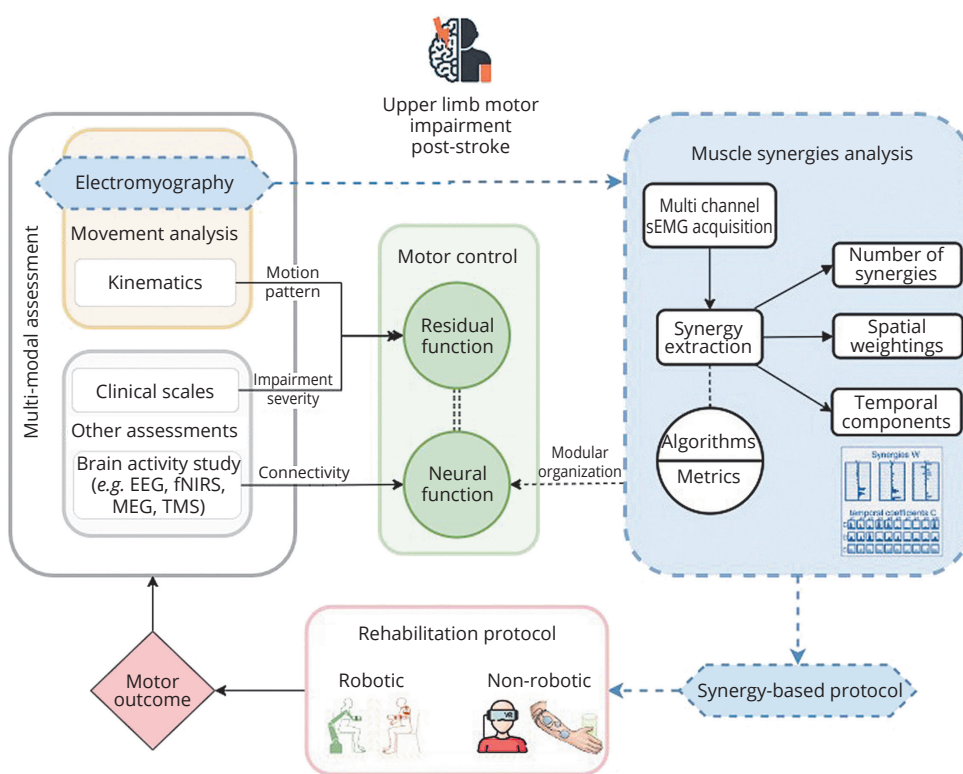 Upper limb motor
impairment
post-stroke
Multi-modal assessment
Electromyography
Movement analysis
Kinematics
Motion
pattern
Clinical scales
Impairment
severity
Other assessments
Brain activity study
(e.g. EEG, fNIRS,
MEG, TMS)
Connectivity
Motor control
Residual
function
Neural
function
Modular
organization
Muscle synergies analysis
Multi channel
sEMG acquisition
Synergy
extraction
Number of
synergies
Spatial
weightings
Temporal
components
Algorithms
Metrics
Synergies W
temporal coefficients C
Synergy-based protocol
Rehabilitation protocol
Robotic
Non-robotic
VR
Motor
outcome